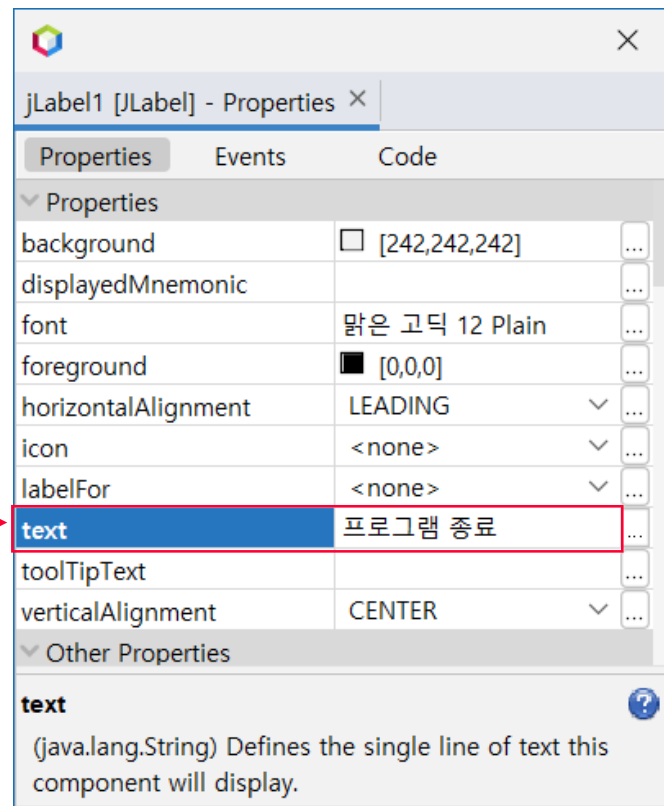 jLabel1 [JLabel] - Properties ×
Properties Events Code
Properties
background [242,242,242] ...
displayedMnemonic ...
font 맑은 고딕 12 Plain ...
foreground [0,0,0] ...
horizontalAlignment LEADING ...
icon <none> ...
labelFor <none> ...
text 프로그램 종료 ...
toolTipText ...
verticalAlignment CENTER ...
Other Properties
text
(java.lang.String) Defines the single line of text this
component will display.